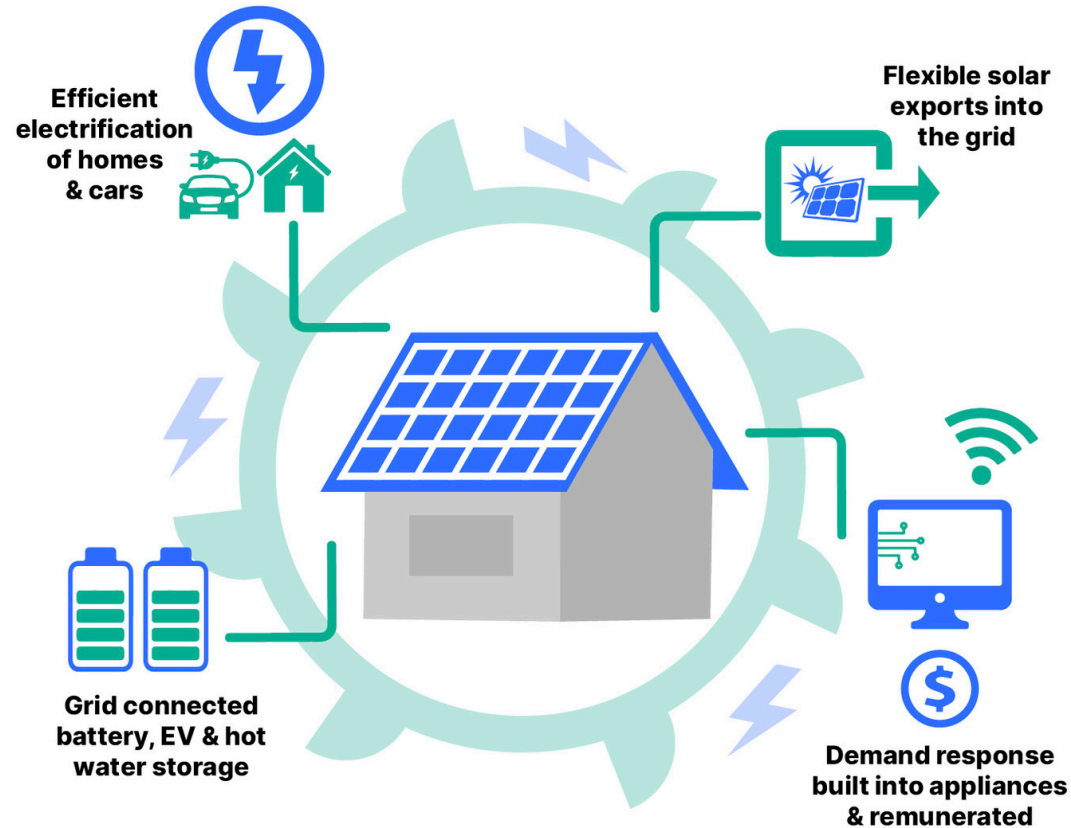 Efficient
electrification
of homes
& cars
Flexible solar
exports into
the grid
Grid connected
battery, EV & hot
water storage
$
Demand response
built into appliances
& remunerated